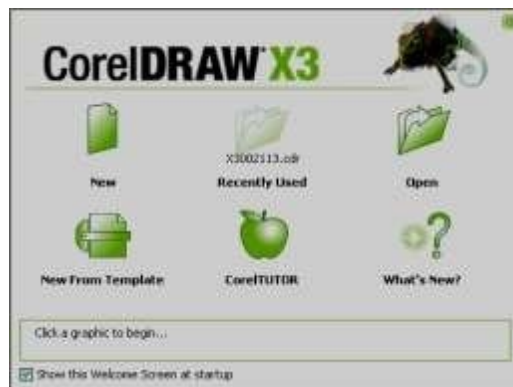 CorelDRAW X3
X3002113.cdr
New
Recently Used
Open
New From Template
CorelTUTOR
What's New?
Click a graphic to begin...
Show this Welcome Screen at startup